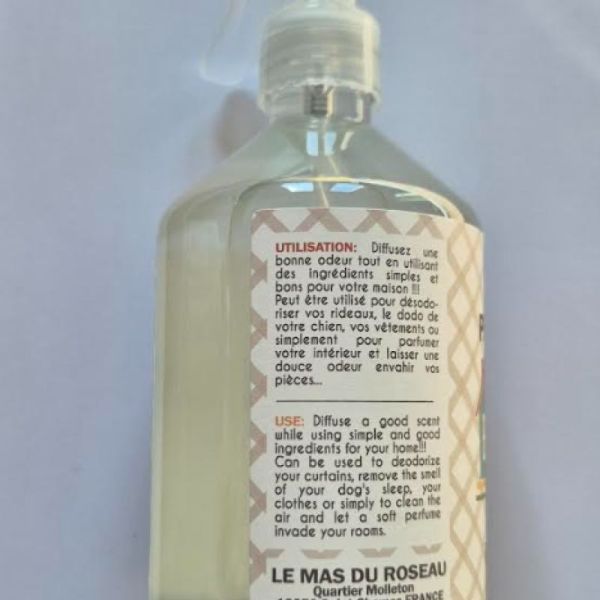 UTILISATION: Diffusez une
bonne odeur tout en utilisant
des ingrédients simples et
bons pour votre maison !!!
Peut être utilisé pour désodo-
riser vos rideaux, le dodo de
votre chien, vos vêtements ou
simplement pour parfumer
votre intérieur et laisser une
douce odeur envahir vos
pièces...
USE: Diffuse a good scent
while using simple and good
ingredients for your home!!!
Can be used to deodorize
your curtains, remove the smell
of your dog's sleep, your
clothes or simply to clean the
air and let a soft perfume
invade your rooms.
LE MAS DU ROSEAU
Quartier Molleton
FRANCE